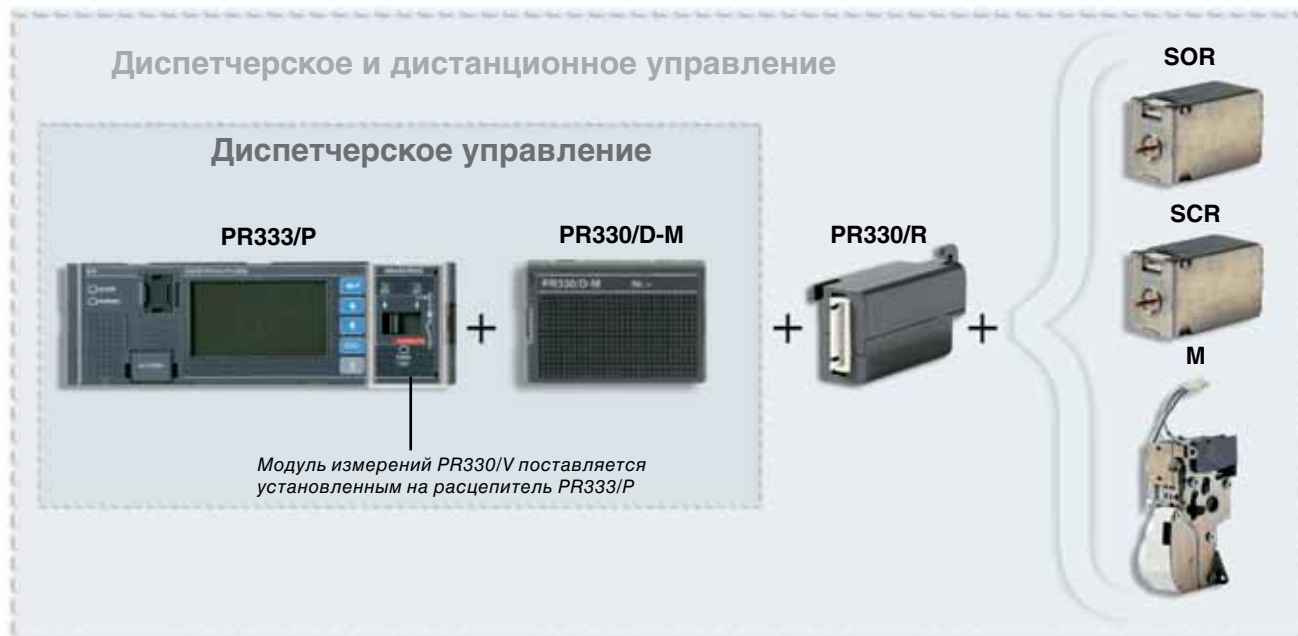 Диспетчерское и дистанционное управление
SOR
Диспетчерское управление
SCR
PR333/P
PR330/D-M
PR330/R
PR330/D-M
M
Модуль измерений PR330/V поставляется
установленным на расцепитель PR333/P